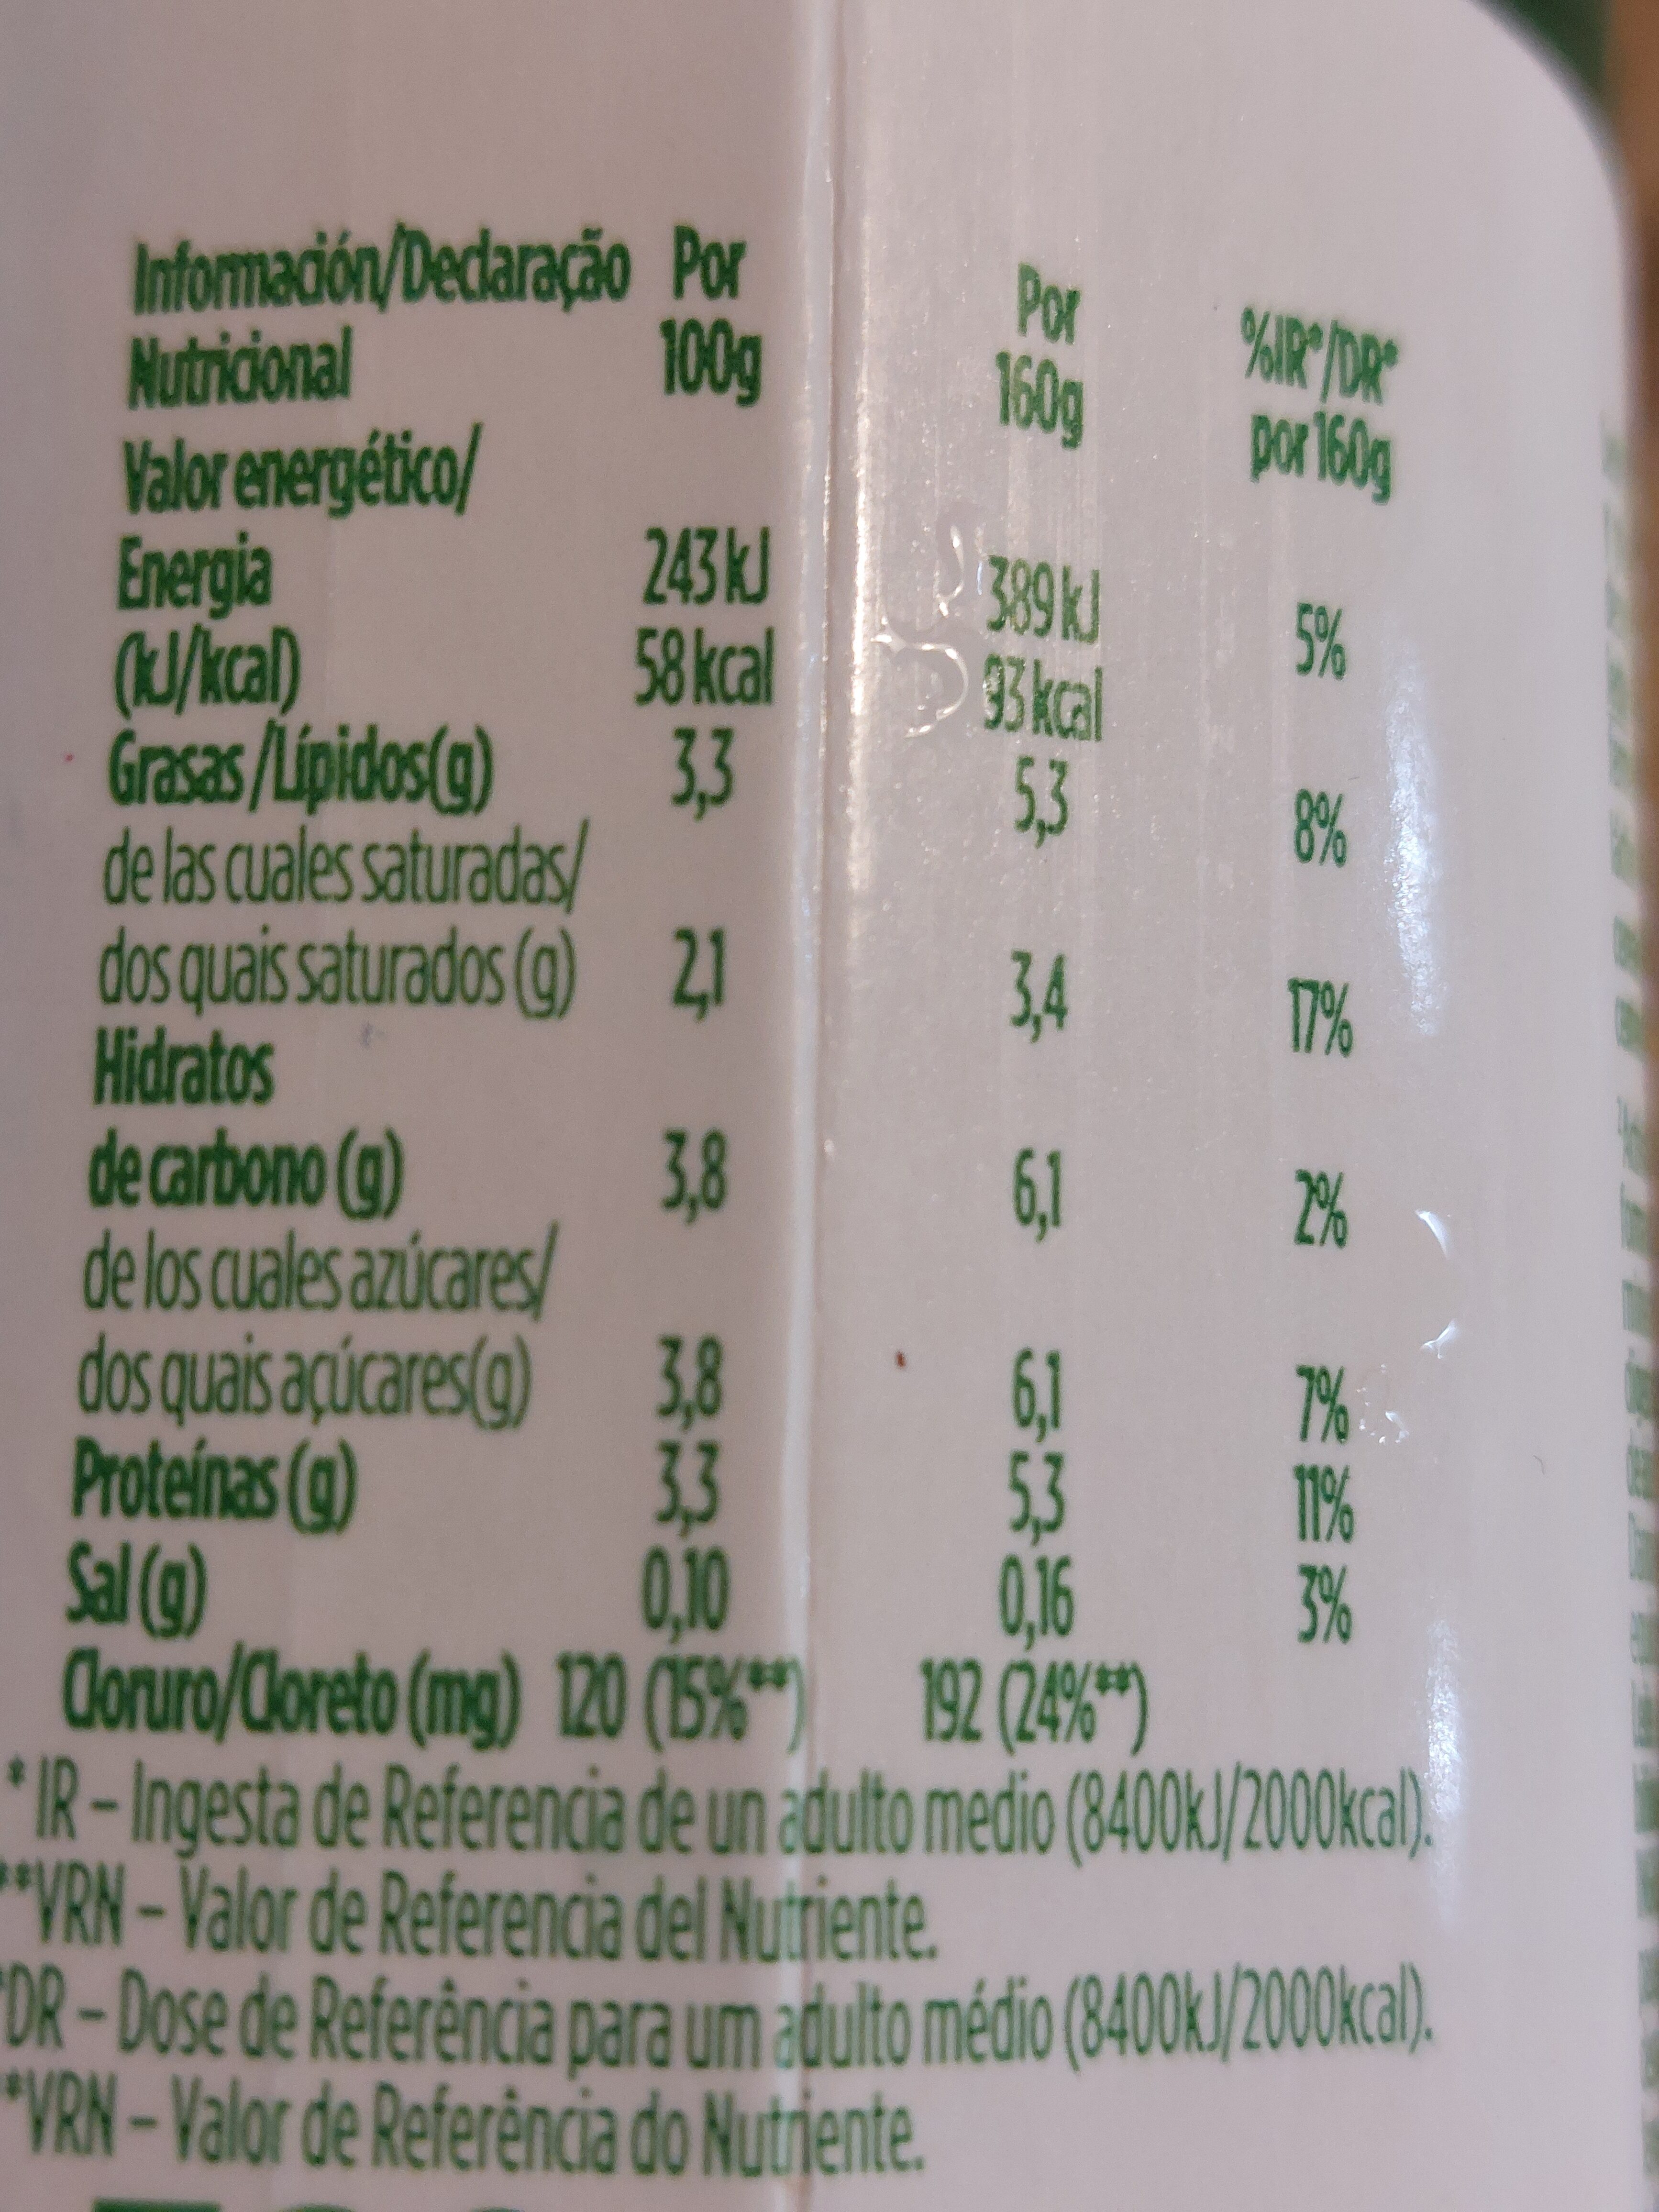 Información/Declaração Por Por %IR*/DR*
Nutricional 100g 160g por 160g
Valor energético/
Energia 243 kJ 389 kJ 5%
(kJ/kcal) 58 kcal 93 kcal
Grasas /Lípidos(g) 3,3 5,3 8%
de las cuales saturadas/
dos quais saturados (g) 2,1 3,4 17%
Hidratos
de carbono (g) 3,8 6,1 2%
de los cuales azúcares/
dos quais açúcares(g) 3,8 6,1 7%
Proteínas (g) 3,3 5,3 11%
Sal (g) 0,10 0,16 3%
Cloruro/Cloreto (mg) 120 (15%**) 192 (24%**)
* IR – Ingesta de Referencia de un adulto medio (8400kJ/2000kcal).
**VRN – Valor de Referencia del Nutriente.
*DR – Dose de Referência para um adulto médio (8400kJ/2000kcal).
**VRN – Valor de Referência do Nutriente.